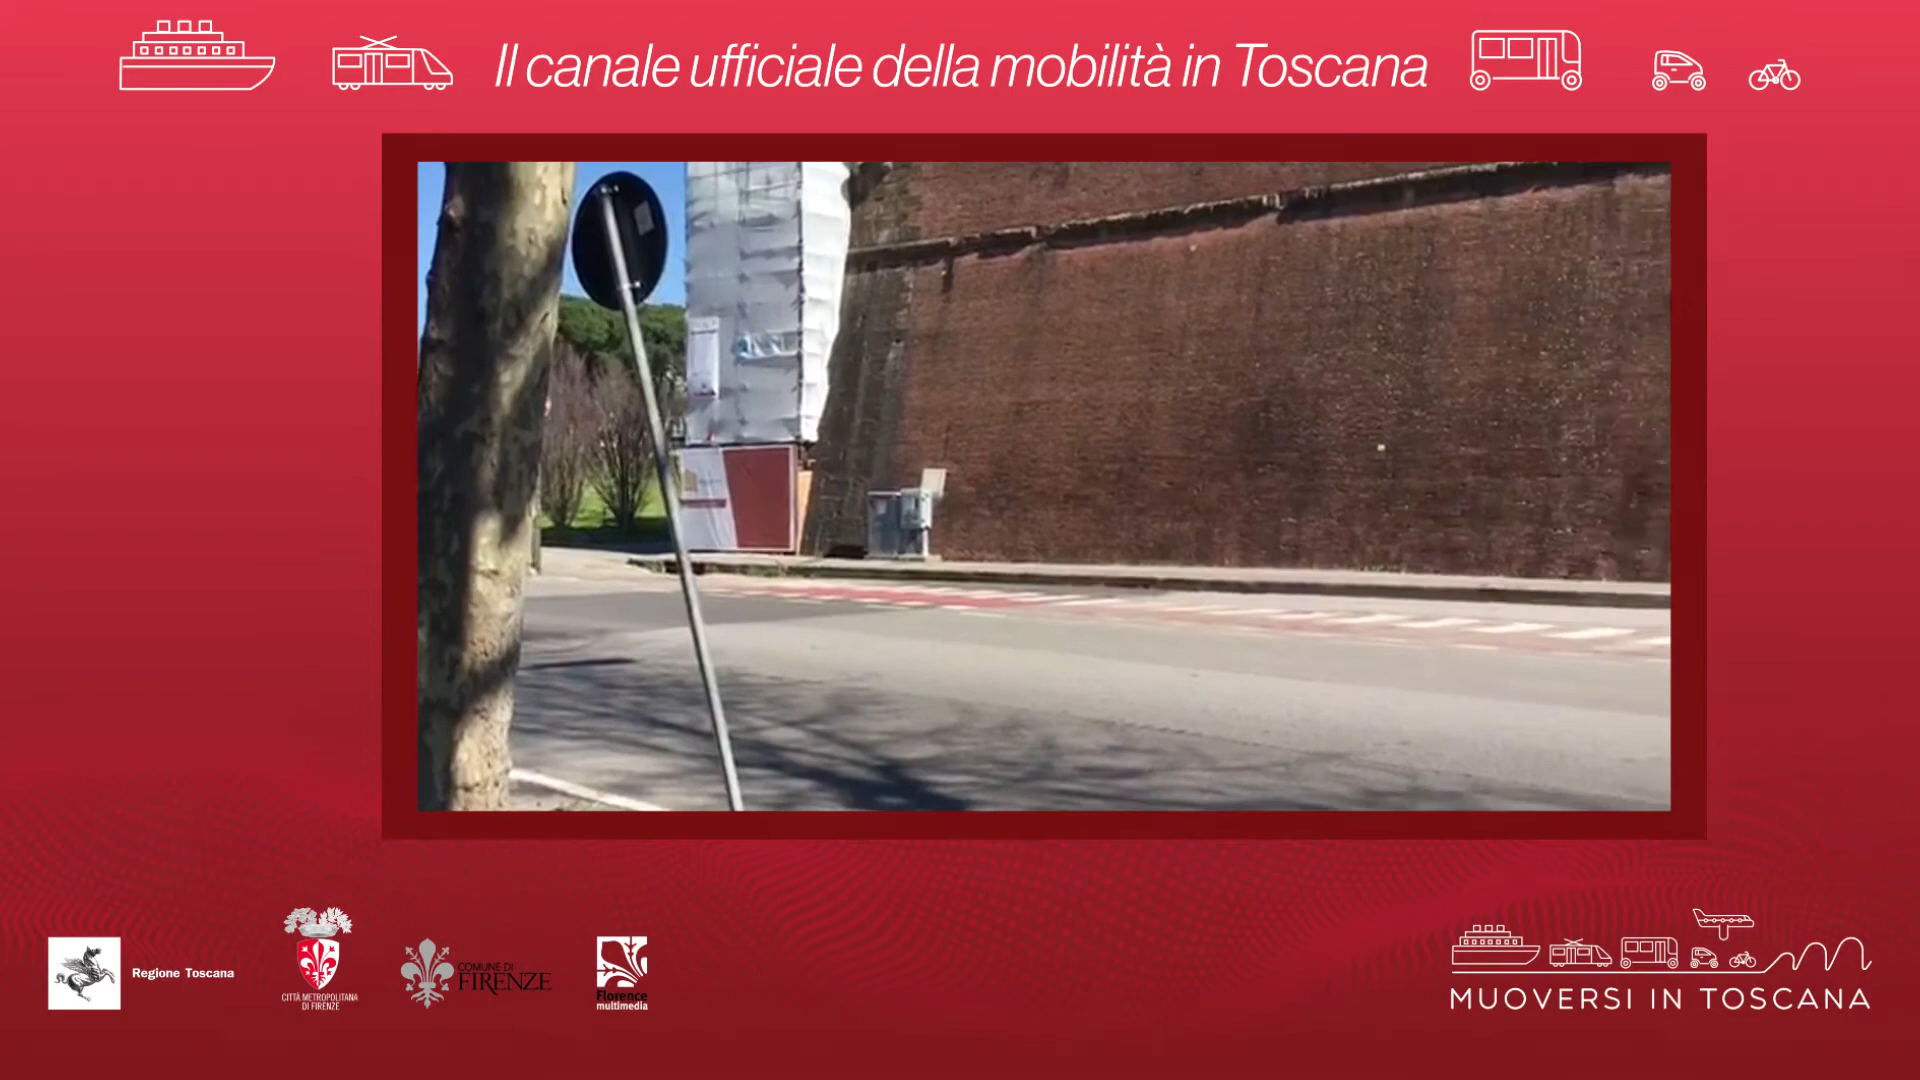 Il canale ufficiale della mobilità in Toscana
Regione Toscana
CITTÀ METROPOLITANA
DI FIRENZE
COMUNE DI
FIRENZE
Florence
multimedia
MUOVERSI IN TOSCANA